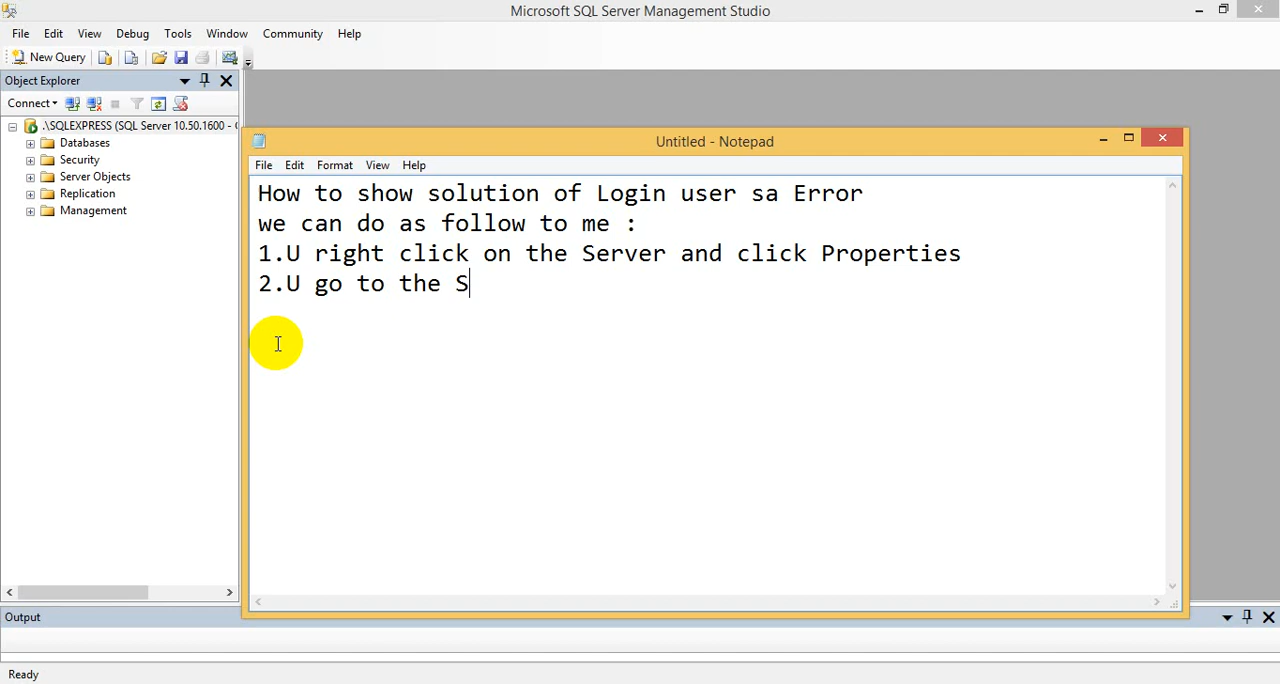 Microsoft SQL Server Management Studio
File Edit View Debug Tools Window Community Help
New Query
Object Explorer
Connect
.\SQLEXPRESS (SQL Server 10.50.1600 - (
Databases
Security
Server Objects
Replication
Management
Untitled - Notepad
File Edit Format View Help
How to show solution of Login user sa Error
we can do as follow to me :
1.U right click on the Server and click Properties
2.U go to the S
Output
Ready